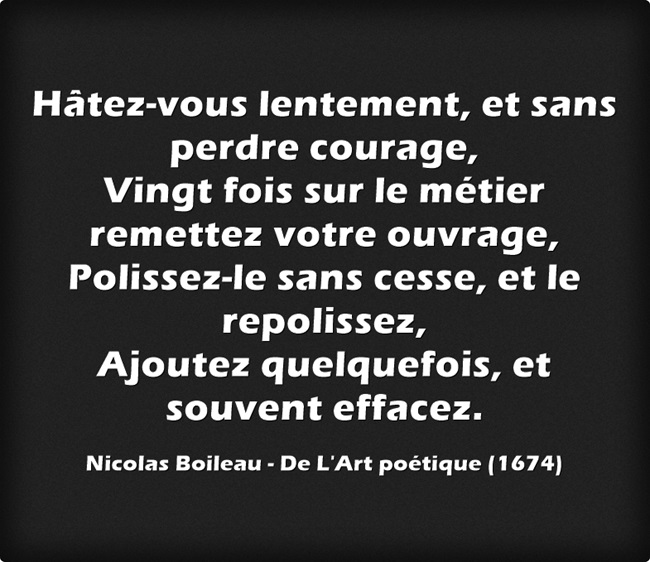 Hâtez-vous lentement, et sans
perdre courage,
Vingt fois sur le métier
remettez votre ouvrage,
Polissez-le sans cesse, et le
repolissez,
Ajoutez quelquefois, et
souvent effacez.
Nicolas Boileau - De L'Art poétique (1674)